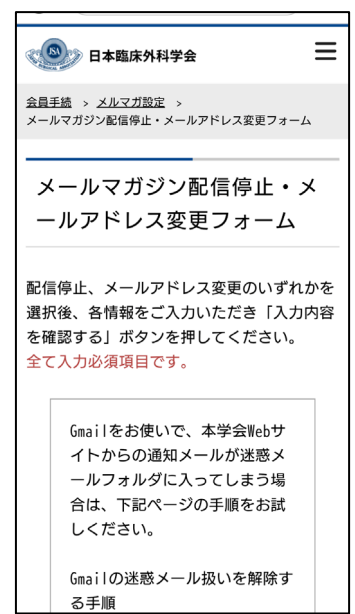 JSA
日本臨床外科学会
会員手続 > メルマガ設定 >
メールマガジン配信停止・メールアドレス変更フォーム
メールマガジン配信停止・メ
ールアドレス変更フォーム
配信停止、メールアドレス変更のいずれかを
選択後、各情報をご入力いただき「入力内容
を確認する」ボタンを押してください。
全て入力必須項目です。
Gmailをお使いで、本学会Webサ
イトからの通知メールが迷惑メ
ールフォルダに入ってしまう場
合は、下記ページの手順をお試
しください。
Gmailの迷惑メール扱いを解除す
る手順